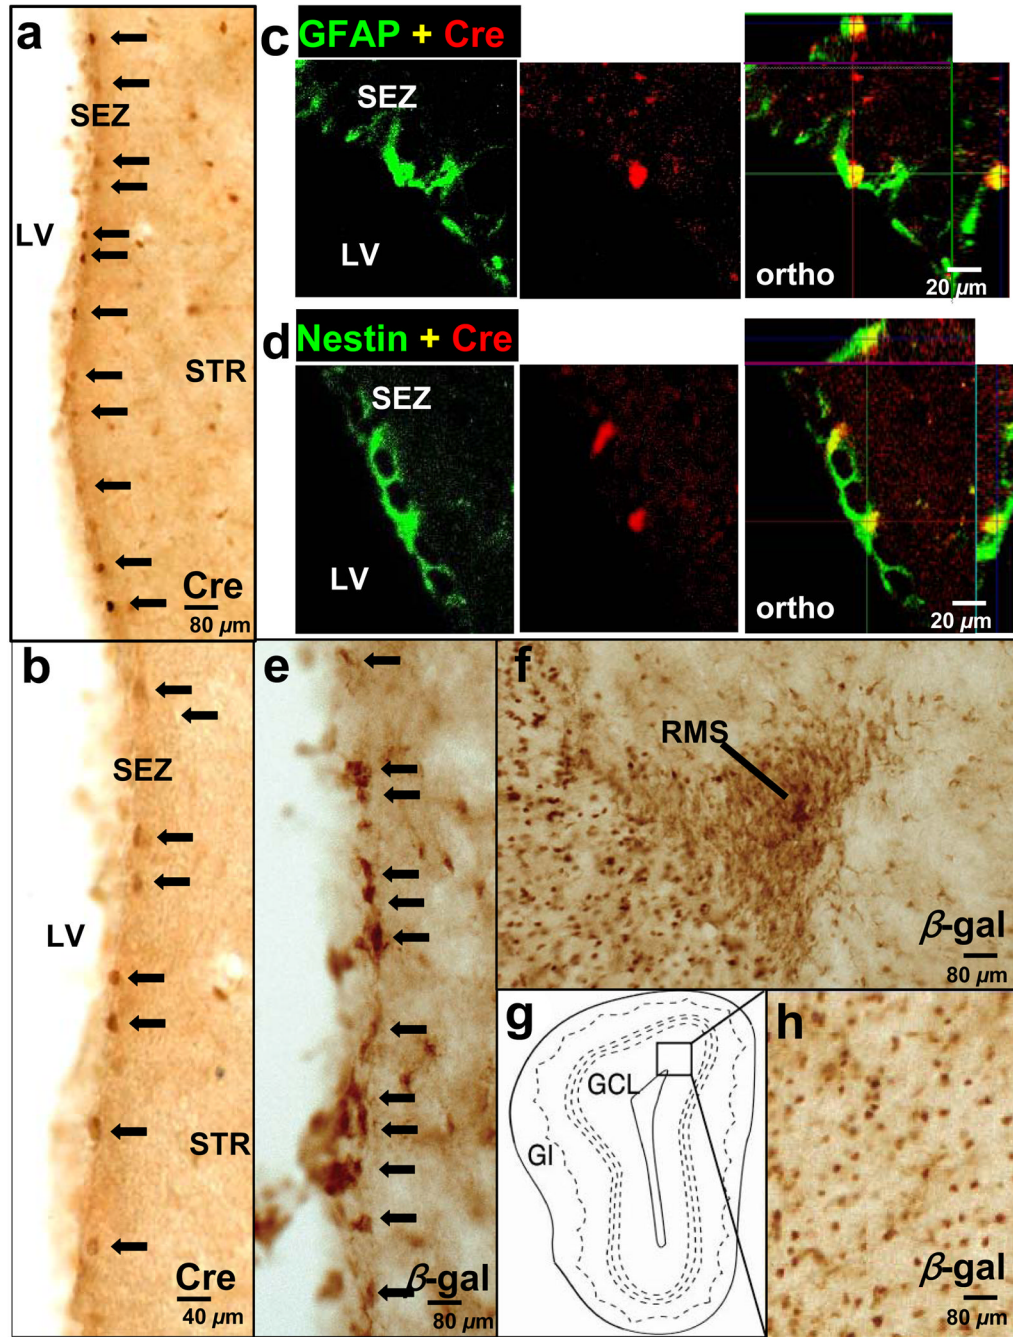 a
SEZ
LV
STR
Cre
80 µm
c
GFAP + Cre
SEZ
LV
ortho
20 µm
d
Nestin + Cre
SEZ
LV
ortho
20 µm
b
SEZ
LV
STR
Cre
40 µm
e
β-gal
80 µm
f
RMS
β-gal
80 µm
g
GCL
Gl
h
β-gal
80 µm